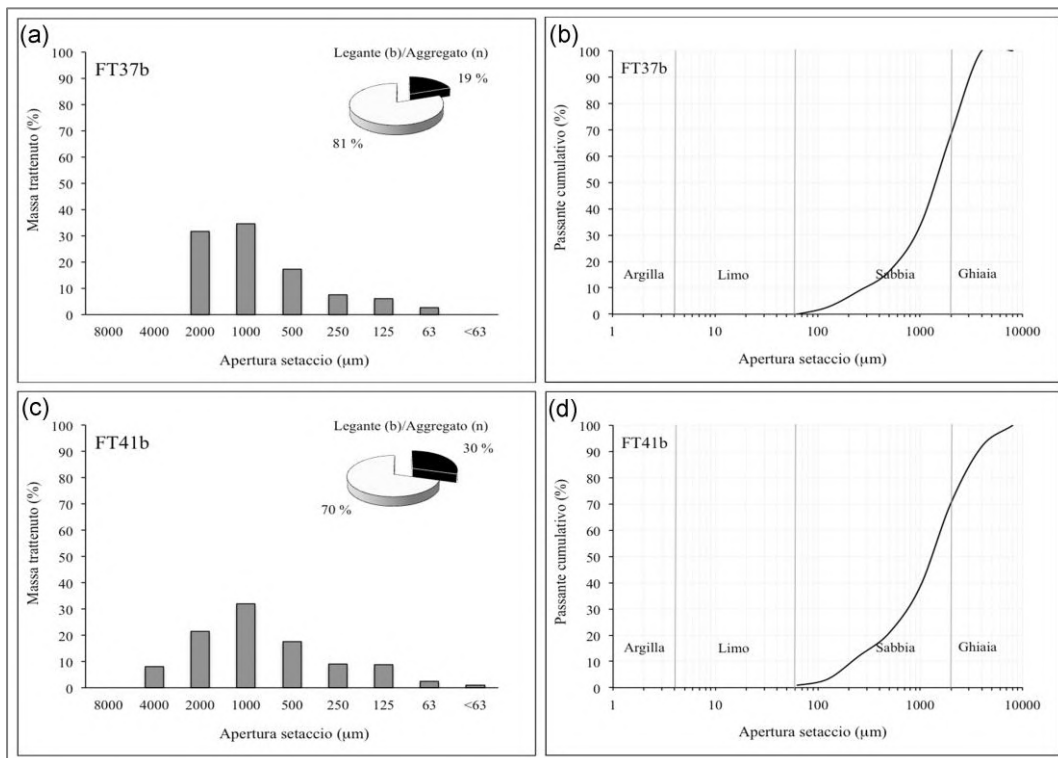 (a)
FT37b
Legante (b)/Aggregato (n)
19 %
81 %
Massa trattenuto (%)
100
90
80
70
60
50
40
30
20
10
0
8000 4000 2000 1000 500 250 125 63 <63
Apertura setaccio (µm)
(b)
FT37b
Passante cumulativo (%)
100
90
80
70
60
50
40
30
20
10
0
Argilla Limo Sabbia Ghiaia
1 10 100 1000 10000
Apertura setaccio (µm)
(c)
FT41b
Legante (b)/Aggregato (n)
30 %
70 %
Massa trattenuto (%)
100
90
80
70
60
50
40
30
20
10
0
8000 4000 2000 1000 500 250 125 63 <63
Apertura setaccio (µm)
(d)
FT41b
Passante cumulativo (%)
100
90
80
70
60
50
40
30
20
10
0
Argilla Limo Sabbia Ghiaia
1 10 100 1000 10000
Apertura setaccio (µm)